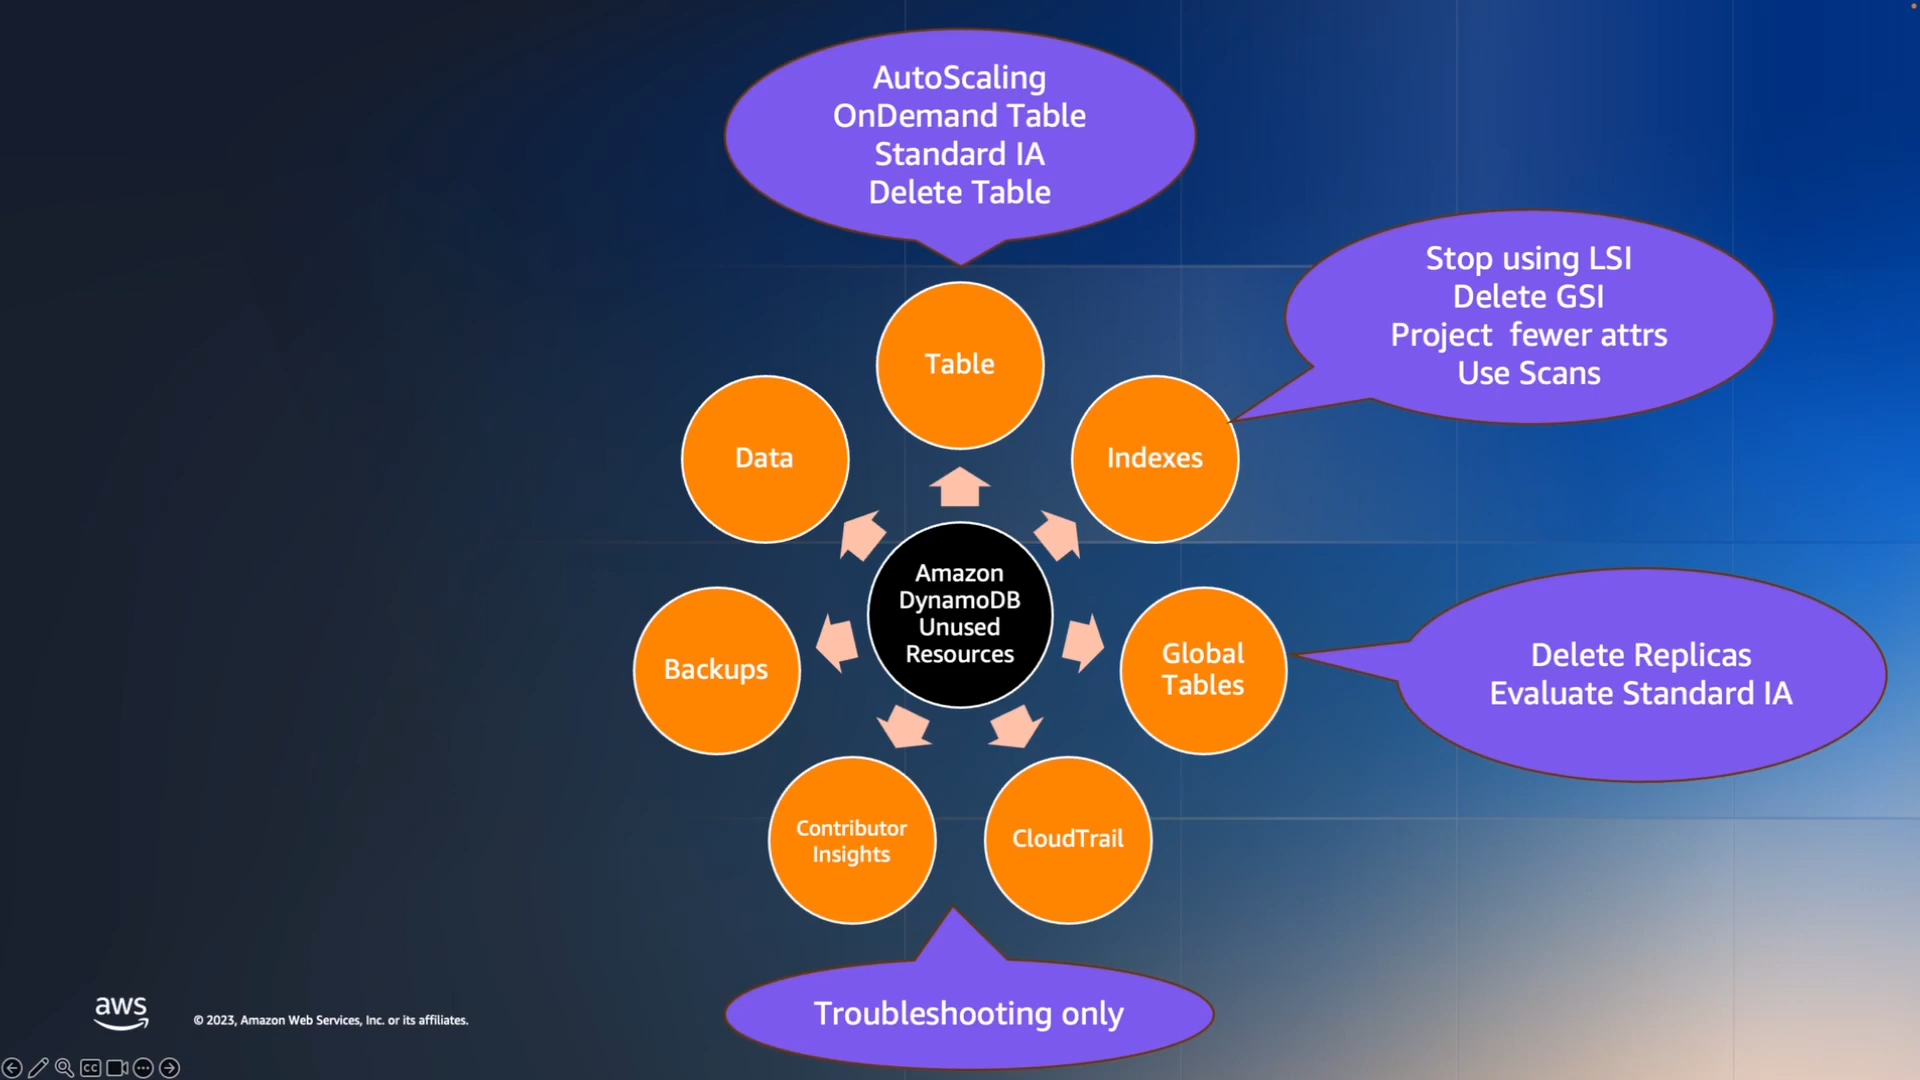 AutoScaling
OnDemand Table
Standard IA
Delete Table
Stop using LSI
Delete GSI
Project  fewer attrs
Use Scans
Table
Data
Indexes
Amazon
DynamoDB
Unused
Resources
Backups
Global
Tables
Delete Replicas
Evaluate Standard IA
Contributor
Insights
CloudTrail
Troubleshooting only
aws
© 2023, Amazon Web Services, Inc. or its affiliates.
CC